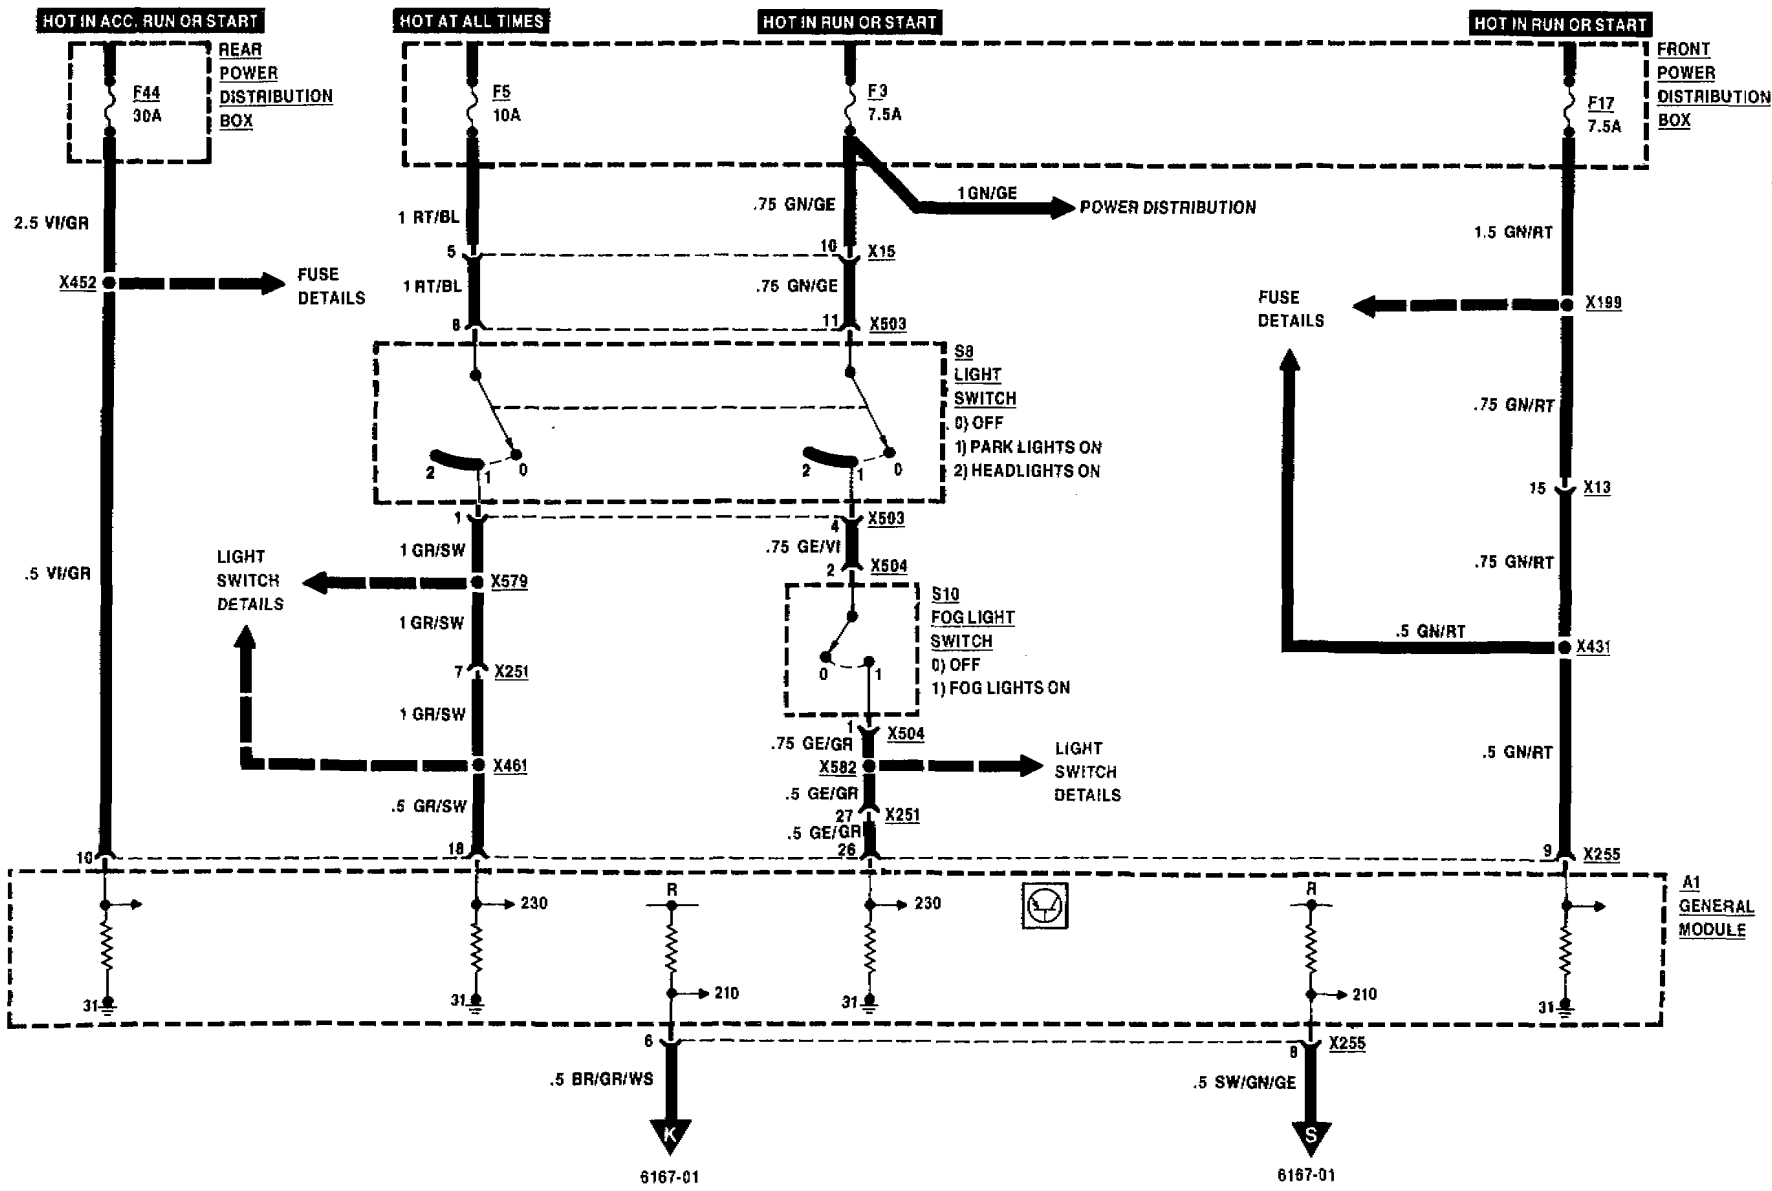 HOT IN ACC. RUN OR START
HOT AT ALL TIMES
HOT IN RUN OR START
HOT IN RUN OR START
F44
30A
REAR
POWER
DISTRIBUTION
BOX
F5
10A
F3
7.5A
F17
7.5A
FRONT
POWER
DISTRIBUTION
BOX
2.5 VI/GR
1 RT/BL
.75 GN/GE
1 GN/GE
POWER DISTRIBUTION
1.5 GN/RT
5
10
X15
X452
FUSE
DETAILS
1 RT/BL
.75 GN/GE
FUSE
DETAILS
X199
8
11
X503
S8
LIGHT
SWITCH
0) OFF
1) PARK LIGHTS ON
2) HEADLIGHTS ON
.75 GN/RT
2
1
0
2
1
0
15
X13
1
4
X503
.5 VI/GR
1 GR/SW
.75 GE/VI
.75 GN/RT
LIGHT
SWITCH
DETAILS
X579
2
X504
S10
FOG LIGHT
SWITCH
0) OFF
1) FOG LIGHTS ON
1 GR/SW
.5 GN/RT
X431
7
X251
0
1
1 GR/SW
1
X504
.75 GE/GR
.5 GN/RT
X461
X582
LIGHT
SWITCH
DETAILS
.5 GR/SW
.5 GE/GR
27
X251
.5 GE/GR
10
18
26
9
X255
A1
GENERAL
MODULE
230
R
230
R
31
31
210
31
210
31
6
8
X255
.5 BR/GR/WS
.5 SW/GN/GE
K
S
6167-01
6167-01